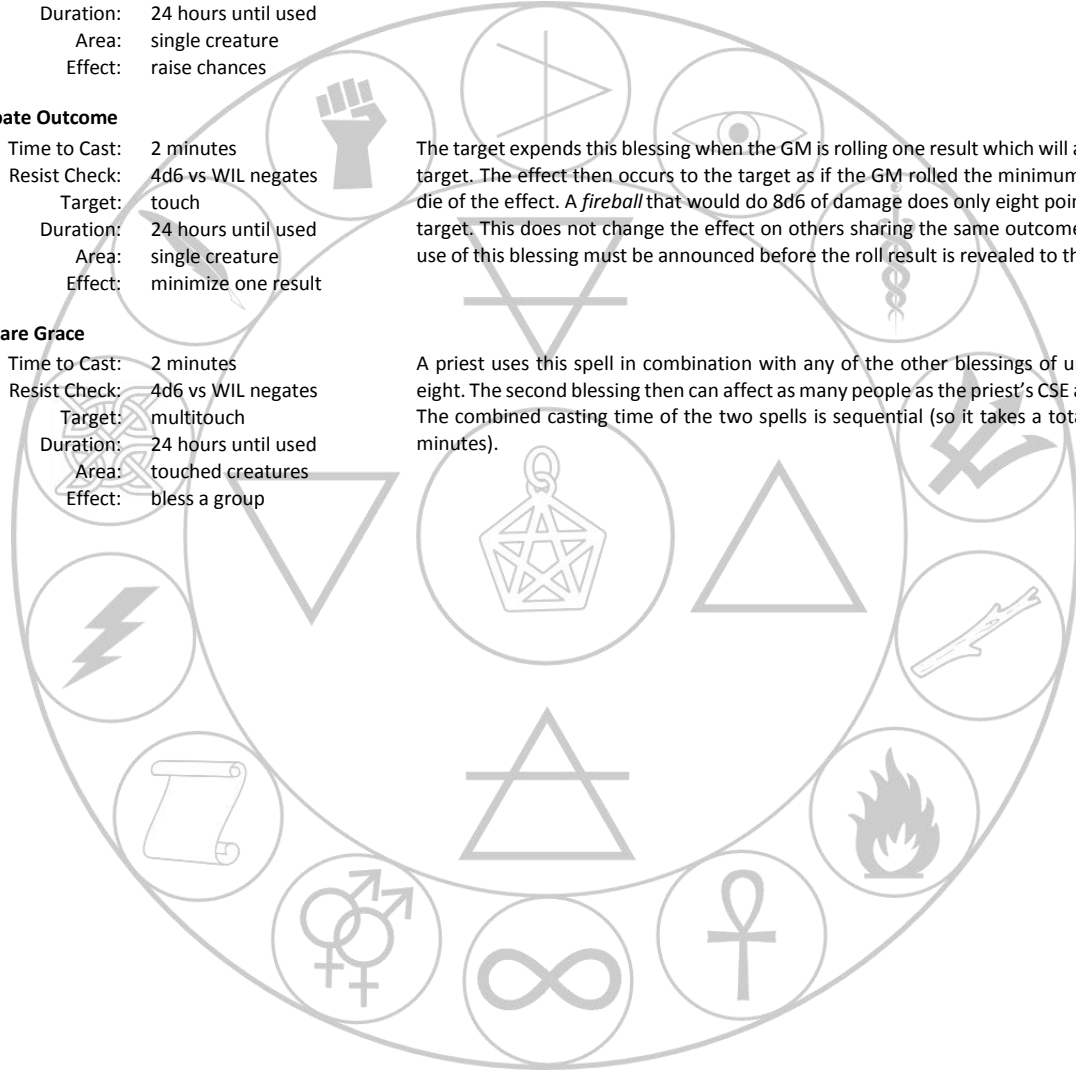 Duration: 24 hours until used
Area: single creature
Effect: raise chances
bate Outcome
Time to Cast: 2 minutes
Resist Check: 4d6 vs WIL negates
Target: touch
Duration: 24 hours until used
Area: single creature
Effect: minimize one result
The target expends this blessing when the GM is rolling one result which will a
target. The effect then occurs to the target as if the GM rolled the minimum
die of the effect. A fireball that would do 8d6 of damage does only eight poin
target. This does not change the effect on others sharing the same outcome
use of this blessing must be announced before the roll result is revealed to th
are Grace
Time to Cast: 2 minutes
Resist Check: 4d6 vs WIL negates
Target: multitouch
Duration: 24 hours until used
Area: touched creatures
Effect: bless a group
A priest uses this spell in combination with any of the other blessings of u
eight. The second blessing then can affect as many people as the priest's CSE a
The combined casting time of the two spells is sequential (so it takes a tota
minutes).